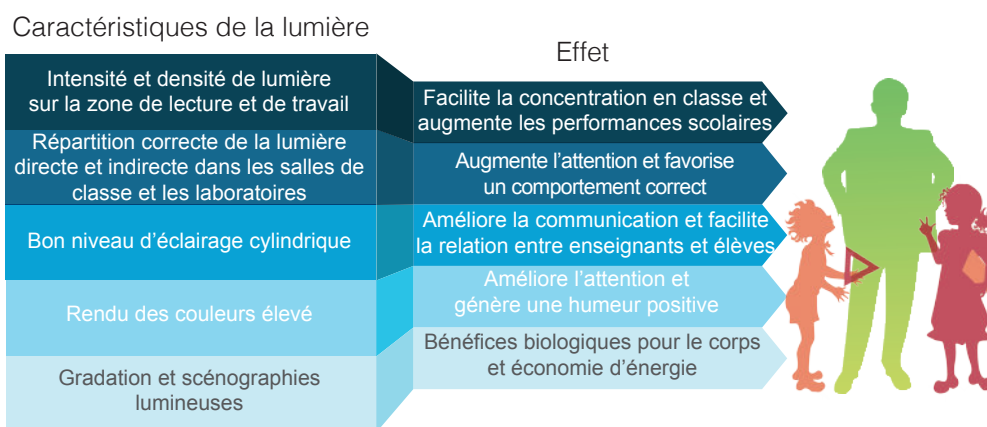 Caractéristiques de la lumière
Effet
Intensité et densité de lumière
sur la zone de lecture et de travail
Facilite la concentration en classe et
augmente les performances scolaires
Répartition correcte de la lumière
directe et indirecte dans les salles de
classe et les laboratoires
Augmente l’attention et favorise
un comportement correct
Bon niveau d’éclairage cylindrique
Améliore la communication et facilite
la relation entre enseignants et élèves
Rendu des couleurs élevé
Améliore l’attention et
génère une humeur positive
Gradation et scénographies
lumineuses
Bénéfices biologiques pour le corps
et économie d’énergie